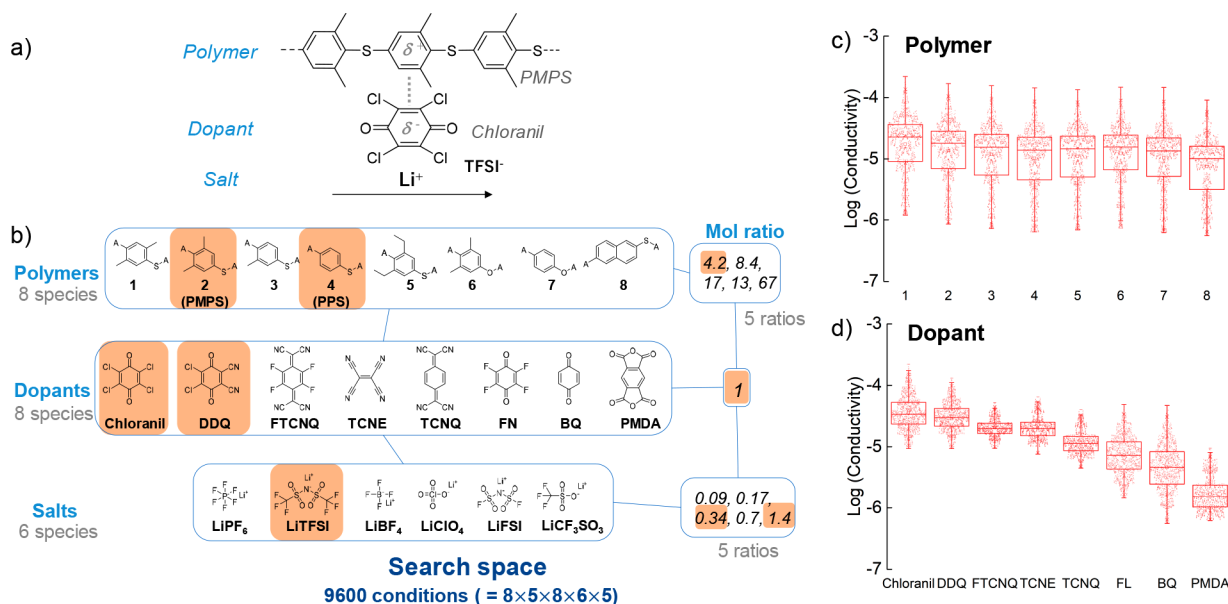 a)
Polymer
S
S
S
δ+
PMPS
Cl
Cl
Dopant
O
δ-
O
Chloranil
Cl
Cl
TFSI-
Salt
Li+
b)
Polymers
8 species
A
S
A
1
A
S
A
2
(PMPS)
A
S
A
3
A
S
A
4
(PPS)
A
S
A
5
A
O
A
6
A
O
A
7
A
S
A
8
Mol ratio
4.2, 8.4,
17, 13, 67
5 ratios
Dopants
8 species
Chloranil
DDQ
FTCNQ
TCNE
TCNQ
FN
BQ
PMDA
1
Salts
6 species
LiPF6
LiTFSI
LiBF4
LiClO4
LiFSI
LiCF3SO3
0.09, 0.17,
0.34, 0.7, 1.4
5 ratios
Search space
9600 conditions ( = 8×5×8×6×5)
c)
Polymer
Log (Conductivity)
-3
-4
-5
-6
-7
1 2 3 4 5 6 7 8
d)
Dopant
Log (Conductivity)
-3
-4
-5
-6
-7
Chloranil DDQ FTCNQ TCNE TCNQ FL BQ PMDA